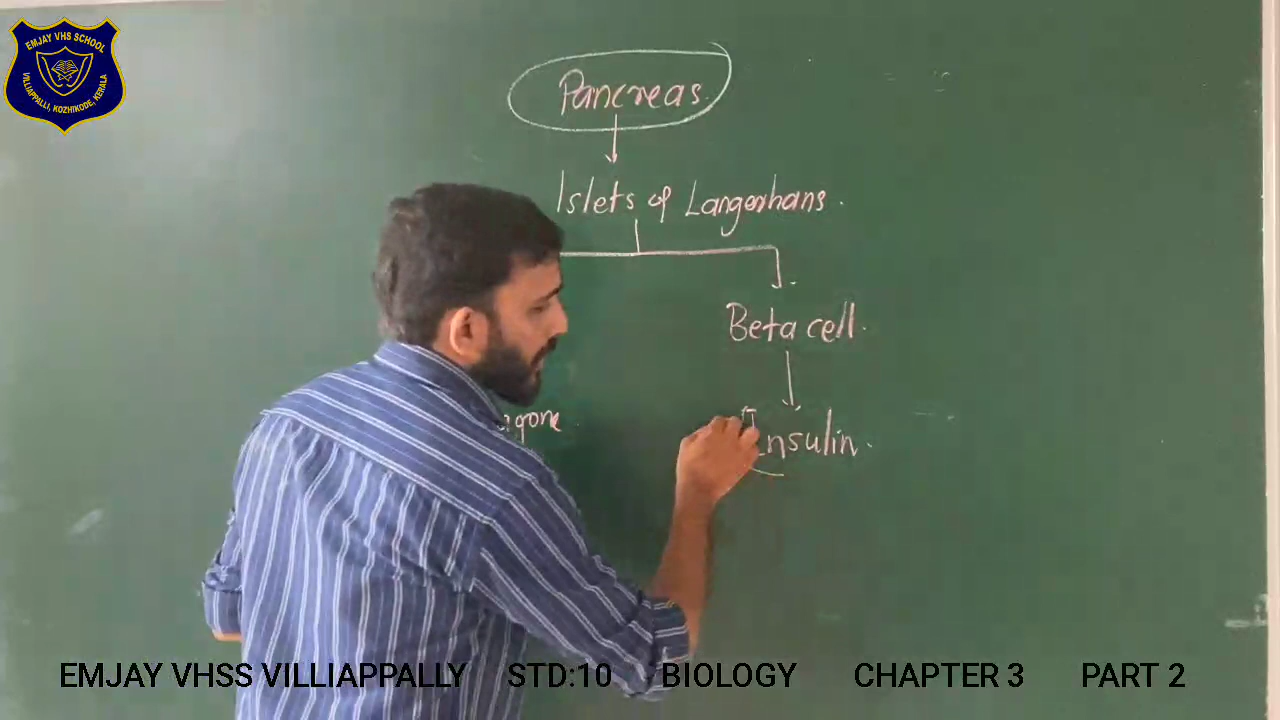 EMJAY VHS SCHOOL
VILLIAPPALLI, KOZHIKODE, KERALA
Pancreas
Islets of Langerhans.
Beta cell.
Insulin.
EMJAY VHSS VILLIAPPALLY STD:10 BIOLOGY CHAPTER 3 PART 2